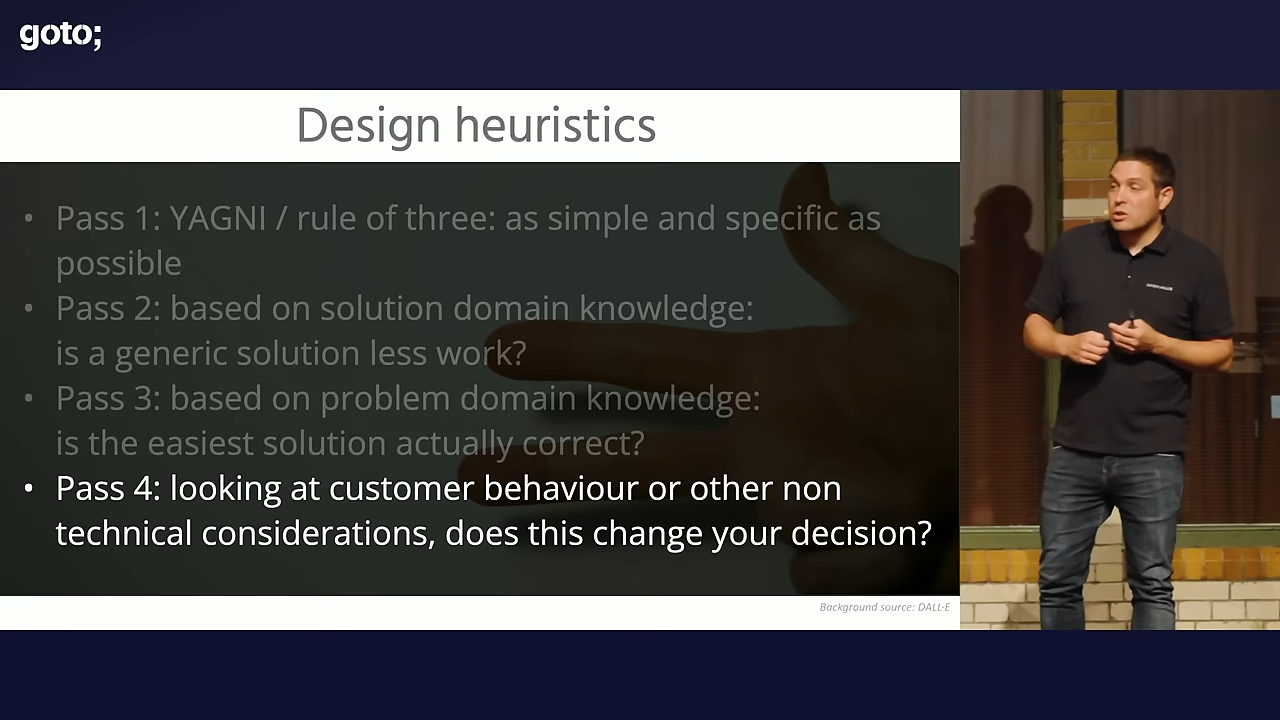 goto;
Design heuristics
• Pass 1: YAGNI / rule of three: as simple and specific as
possible
• Pass 2: based on solution domain knowledge:
is a generic solution less work?
• Pass 3: based on problem domain knowledge:
is the easiest solution actually correct?
• Pass 4: looking at customer behaviour or other non
technical considerations, does this change your decision?
Background source: DALL-E